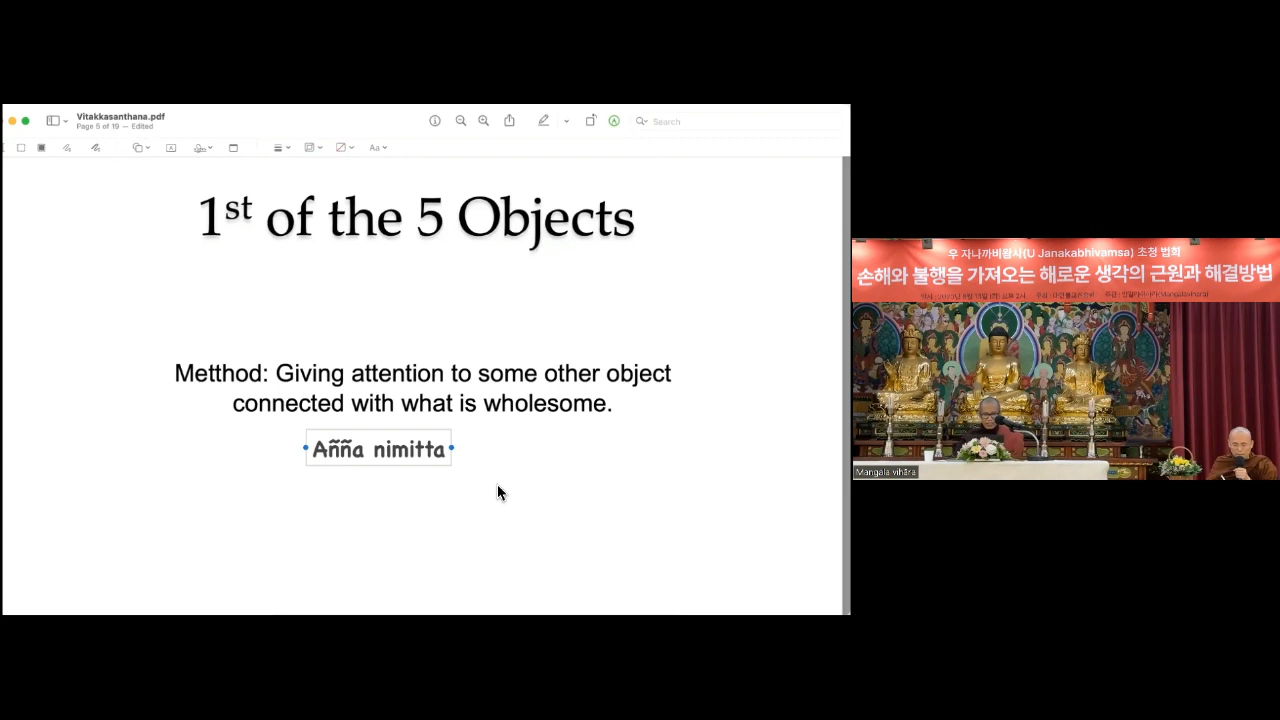 Vitakkasanthana.pdf
Page 5 of 19 — Edited
Search
Aa
1st of the 5 Objects
Metthod: Giving attention to some other object
connected with what is wholesome.
Añña nimitta
우 자나까비왐사(U Janakabhivamsa) 초청 법회
손해와 불행을 가져오는 해로운 생각의 근원과 해결방법
Mangala vihāra